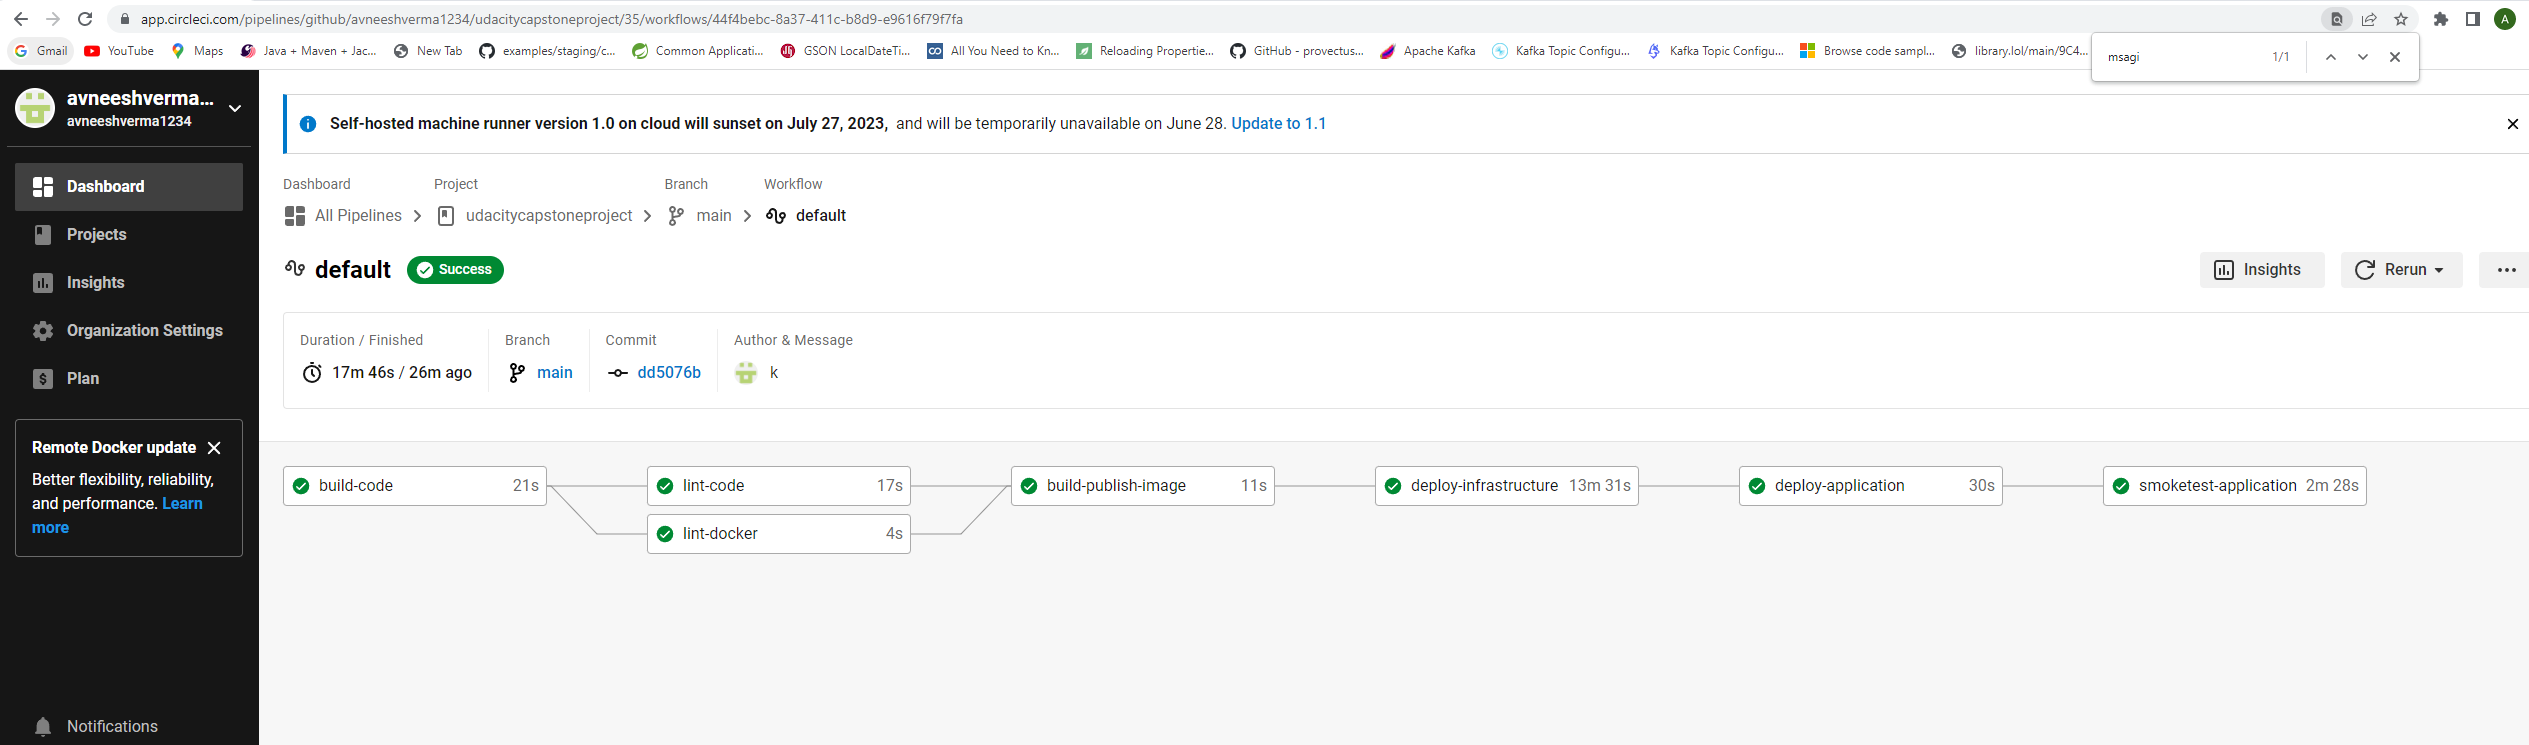 app.circleci.com/pipelines/github/avneeshverma1234/udacitycapstoneproject/35/workflows/44f4bebc-8a37-411c-b8d9-e9616f79f7fa
A
Gmail YouTube Maps Java + Maven + Jac... New Tab examples/staging/c... Common Applicati... GSON LocalDateTi... All You Need to Kn... Reloading Propertie... GitHub - provectus... Apache Kafka Kafka Topic Configu... Kafka Topic Configu... Browse code sampl... library.lol/main/9C4...
msagi 1/1
avneeshverma...
avneeshverma1234
Dashboard
Projects
Insights
Organization Settings
Plan
Remote Docker update
Better flexibility, reliability,
and performance. Learn
more
Notifications
Self-hosted machine runner version 1.0 on cloud will sunset on July 27, 2023, and will be temporarily unavailable on June 28. Update to 1.1
Dashboard Project Branch Workflow
All Pipelines udacitycapstoneproject main default
default Success
Insights Rerun
Duration / Finished Branch Commit Author & Message
17m 46s / 26m ago main dd5076b k
build-code 21s lint-code 17s build-publish-image 11s deploy-infrastructure 13m 31s deploy-application 30s smoketest-application 2m 28s
lint-docker 4s